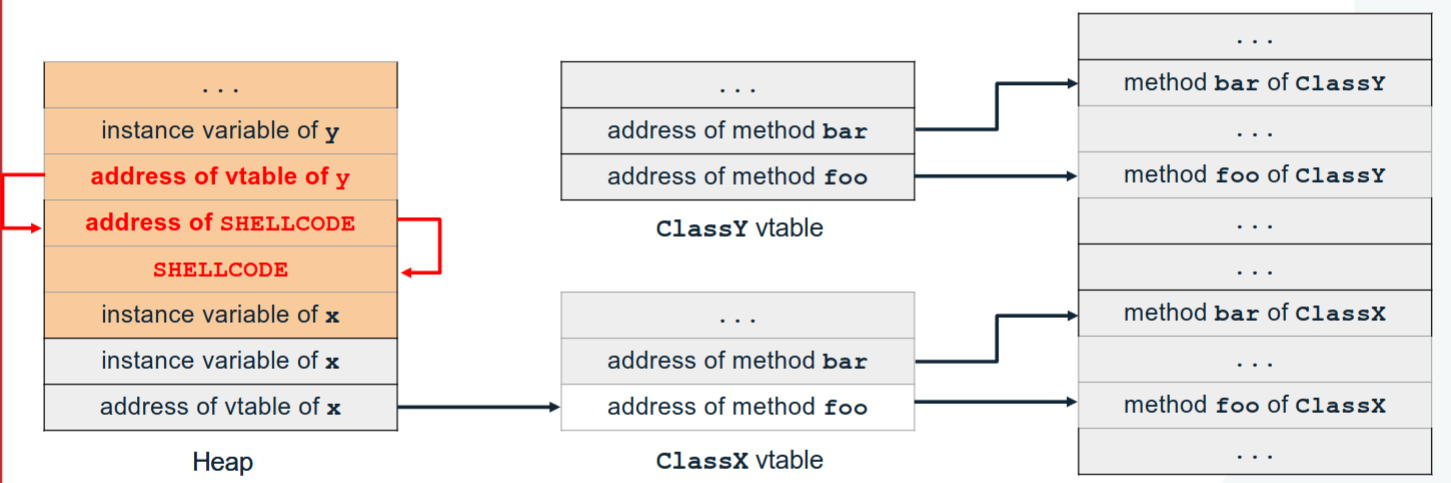 ...
instance variable of y
address of vtable of y
address of SHELLCODE
SHELLCODE
instance variable of x
instance variable of x
address of vtable of x
Heap
...
address of method bar
address of method foo
ClassY vtable
...
address of method bar
address of method foo
ClassX vtable
...
method bar of ClassY
...
method foo of ClassY
...
...
method bar of ClassX
...
method foo of ClassX
...